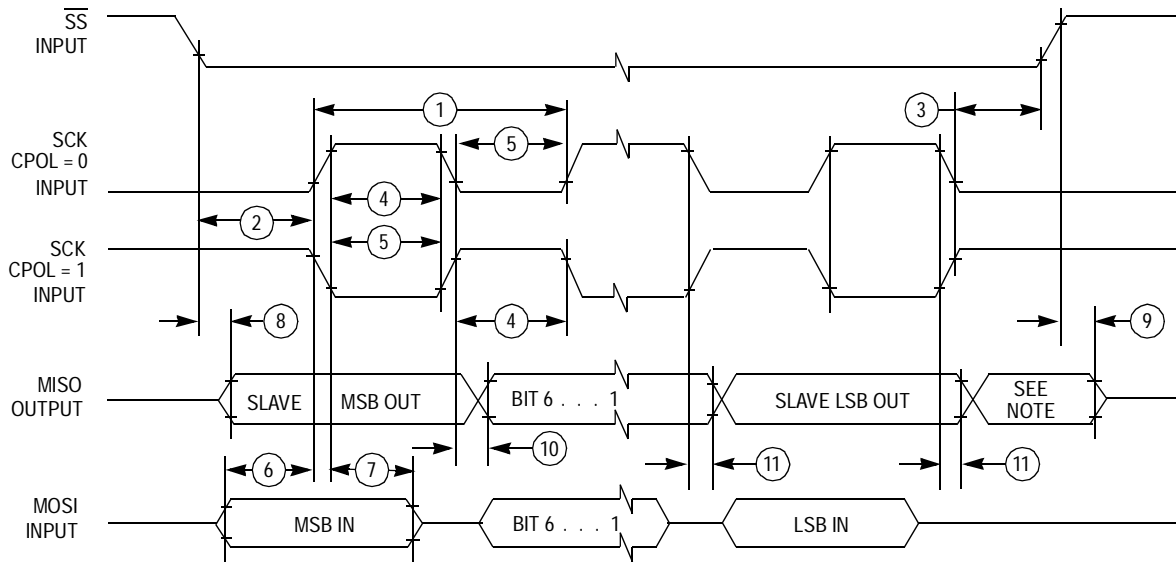 SS
INPUT
1
3
SCK
CPOL = 0
INPUT
5
4
2
SCK
CPOL = 1
INPUT
5
4
8
9
MISO
OUTPUT
SLAVE MSB OUT
BIT 6 . . . 1
SLAVE LSB OUT
SEE
NOTE
10
11
11
6
7
MOSI
INPUT
MSB IN
BIT 6 . . . 1
LSB IN